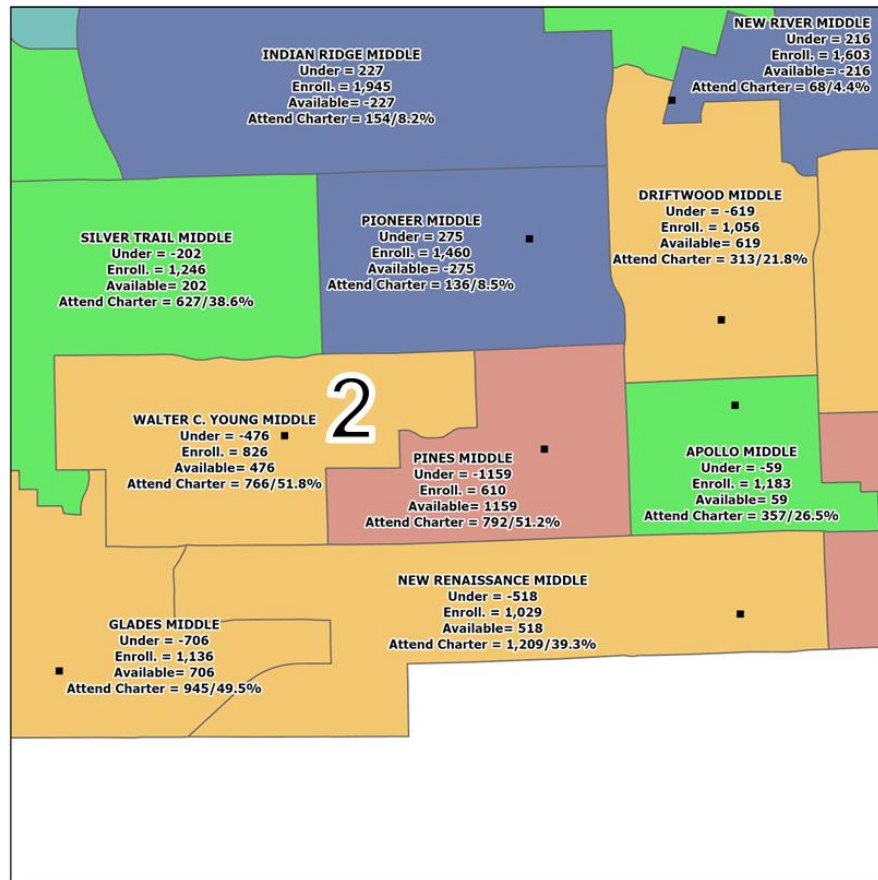 NEW RIVER MIDDLE
Under = 216
Enroll. = 1,603
Available= -216
Attend Charter = 68/4.4%
INDIAN RIDGE MIDDLE
Under = 227
Enroll. = 1,945
Available= -227
Attend Charter = 154/8.2%
DRIFTWOOD MIDDLE
Under = -619
Enroll. = 1,056
Available= 619
Attend Charter = 313/21.8%
PIONEER MIDDLE
Under = 275
Enroll. = 1,460
Available= -275
Attend Charter = 136/8.5%
SILVER TRAIL MIDDLE
Under = -202
Enroll. = 1,246
Available= 202
Attend Charter = 627/38.6%
2
WALTER C. YOUNG MIDDLE
Under = -476
Enroll. = 826
Available= 476
Attend Charter = 766/51.8%
PINES MIDDLE
Under = -1159
Enroll. = 610
Available= 1159
Attend Charter = 792/51.2%
APOLLO MIDDLE
Under = -59
Enroll. = 1,183
Available= 59
Attend Charter = 357/26.5%
NEW RENAISSANCE MIDDLE
Under = -518
Enroll. = 1,029
Available= 518
Attend Charter = 1,209/39.3%
GLADES MIDDLE
Under = -706
Enroll. = 1,136
Available= 706
Attend Charter = 945/49.5%